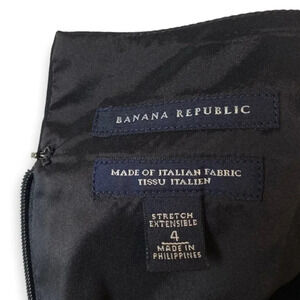 BANANA REPUBLIC
MADE OF ITALIAN FABRIC
TISSU ITALIEN
STRETCH
EXTENSIBLE
4
MADE IN
PHILIPPINES